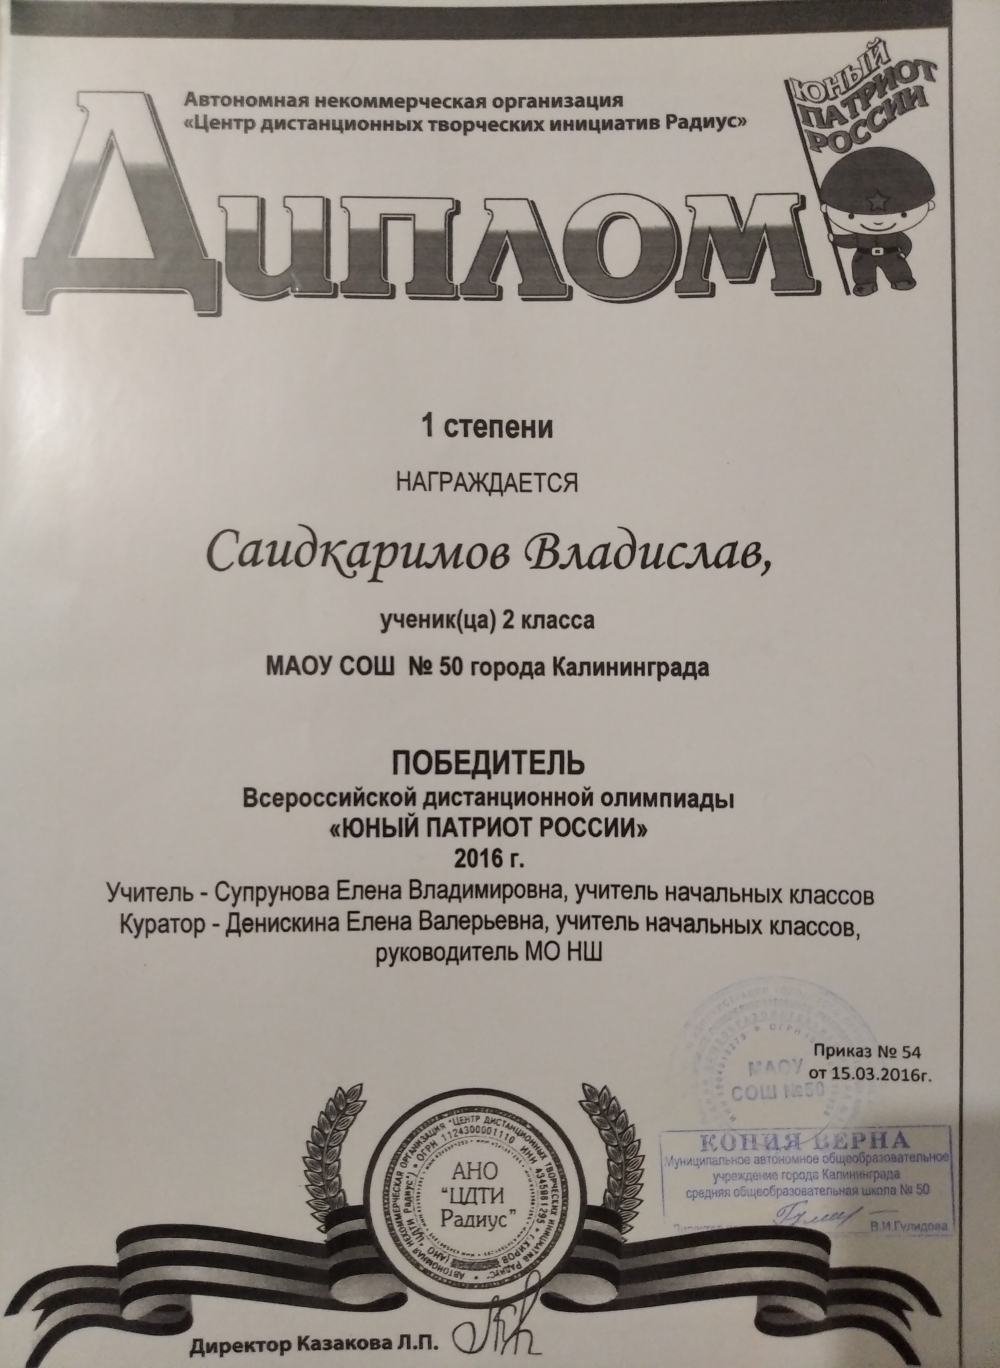 Автономная некоммерческая организация
«Центр дистанционных творческих инициатив Радиус»
ЮНЫЙ
ПАТРИОТ
РОССИИ
Диплом
1 степени
НАГРАЖДАЕТСЯ
Саидкаримов Владислав,
ученик(ца) 2 класса
МАОУ СОШ № 50 города Калининграда
ПОБЕДИТЕЛЬ
Всероссийской дистанционной олимпиады
«ЮНЫЙ ПАТРИОТ РОССИИ»
2016 г.
Учитель - Супрунова Елена Владимировна, учитель начальных классов
Куратор - Денискина Елена Валерьевна, учитель начальных классов,
руководитель МО НШ
Приказ № 54
от 15.03.2016г.
МАОУ
СОШ №50
КОПИЯ ВЕРНА
Муниципальное автономное общеобразовательное
учреждение города Калининграда
средняя общеобразовательная школа № 50
В.И.Гулидова
АНО
"ЦДТИ
Радиус"
Директор Казакова Л.П.